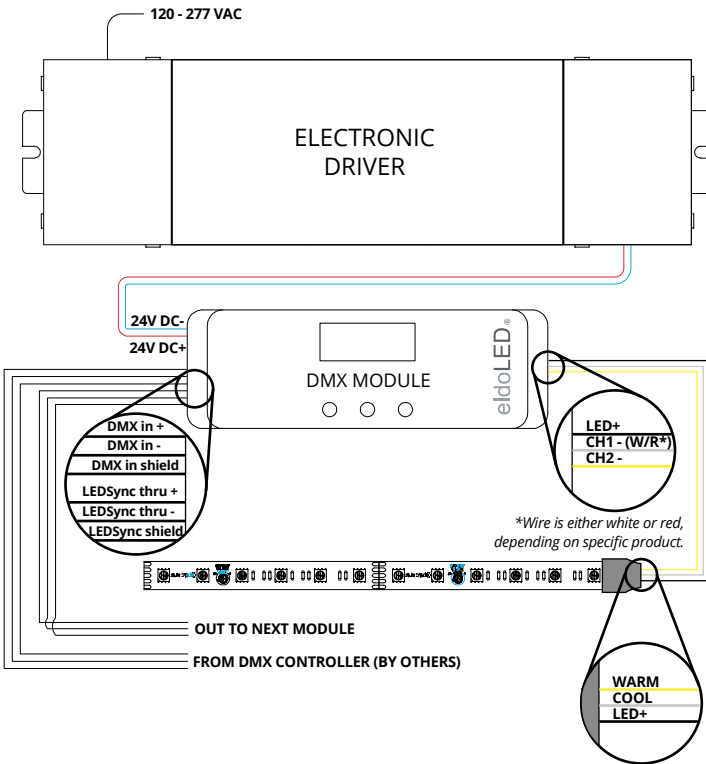 120 - 277 VAC
ELECTRONIC
DRIVER
24V DC-
24V DC+
DMX MODULE
eldoLED®
DMX in +
DMX in -
DMX in shield
LEDSync thru +
LEDSync thru -
LEDSync shield
LED+
CH1 - (W/R*)
CH2 -
*Wire is either white or red,
depending on specific product.
OUT TO NEXT MODULE
FROM DMX CONTROLLER (BY OTHERS)
WARM
COOL
LED+